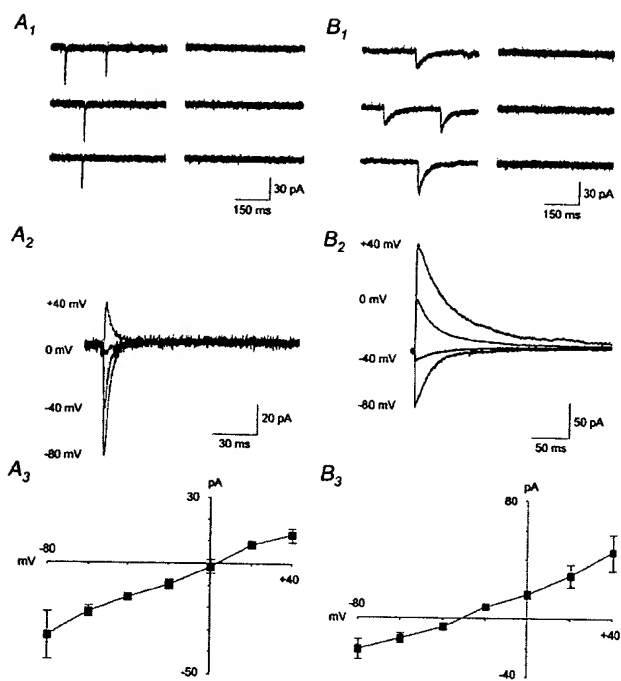 A1
B1
30 pA
150 ms
30 pA
150 ms
A2
B2
+40 mV
0 mV
-40 mV
-80 mV
20 pA
30 ms
+40 mV
0 mV
-40 mV
-80 mV
50 pA
50 ms
A3
B3
pA
30
-80
mV
+40
-50
pA
80
-80
mV
+40
-40